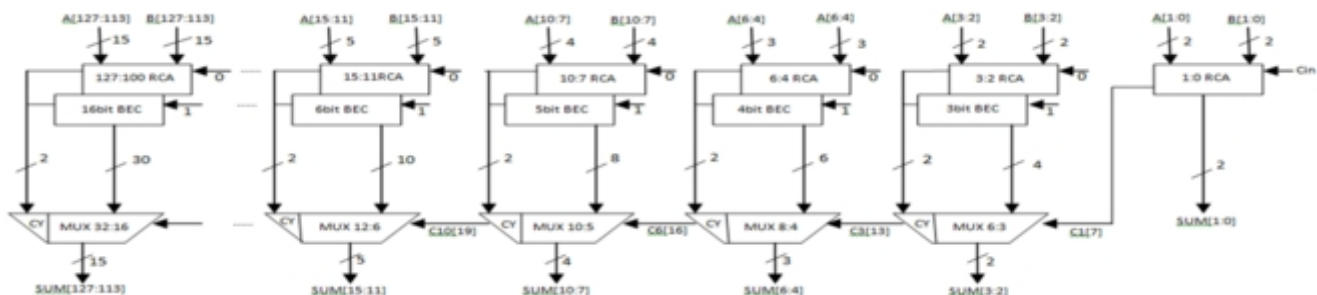 A[127:113] B[127:113] A[15:11] B[15:11] A[10:7] B[10:7] A[6:4] A[6:4] A[3:2] B[3:2] A[1:0] B[1:0]
15 15 5 5 4 4 3 3 2 2 2 2
127:100 RCA 0 15:11RCA 0 10:7 RCA 0 6:4 RCA 0 3:2 RCA 0 1:0 RCA Cin
16bit BEC 1 6bit BEC 1 5bit BEC 1 4bit BEC 1 3bit BEC 1
2 30 2 10 2 8 2 6 2 4 2
CY MUX 32:16 CY MUX 12:6 C10[19] CY MUX 10:5 C6[16] CY MUX 8:4 C3[13] CY MUX 6:3 C1[7] SUM[1:0]
15 5 4 3 2
SUM[127:113] SUM[15:11] SUM[10:7] SUM[6:4] SUM[3:2]